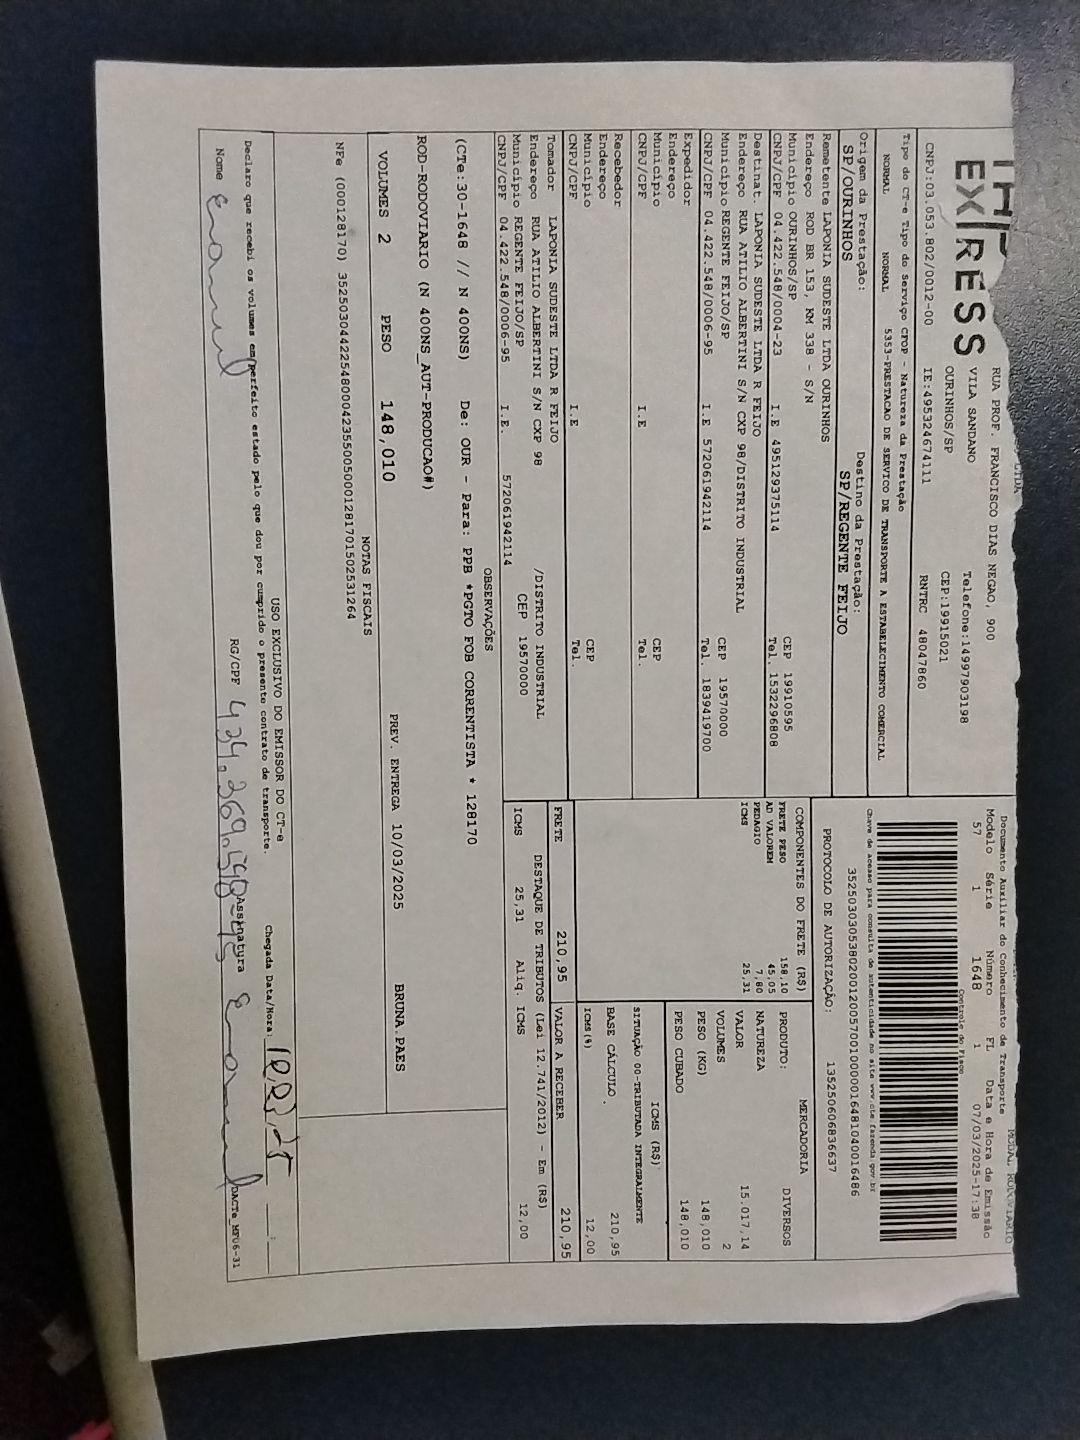 EX RESS
RUA PROF. FRANCISCO DIAS NEGAO, 900
VILA SANDANO
Telefone:14997903198
OURINHOS/SP
CEP:19915021
CNPJ:03.053.802/0012-00 IE:495324674111 RNTRC 48047860
Tipo do CT-e Tipo do Serviço CFOP - Natureza da Prestação
NORMAL NORMAL 5353-PRESTACAO DE SERVICO DE TRANSPORTE A ESTABELECIMENTO COMERCIAL
Origem da Prestação: Destino da Prestação:
SP/OURINHOS SP/REGENTE FEIJO
Remetente LAPONIA SUDESTE LTDA OURINHOS
Endereço ROD BR 153, KM 338 - S/N CEP 19910595
Município OURINHOS/SP Tel. 1532296808
CNPJ/CPF 04.422.548/0004-23 I.E 495129375114
Destinat. LAPONIA SUDESTE LTDA R FEIJO
Endereço RUA ATILIO ALBERTINI S/N CXP 98/DISTRITO INDUSTRIAL
Município REGENTE FEIJO/SP CEP 19570000
CNPJ/CPF 04.422.548/0006-95 I.E 572061942114 Tel. 1839419700
Expedidor
Endereço
Município CEP
CNPJ/CPF I.E Tel.
Recebedor
Endereço
Município CEP
CNPJ/CPF I.E Tel.
Tomador LAPONIA SUDESTE LTDA R FEIJO
Endereço RUA ATILIO ALBERTINI S/N CXP 98 /DISTRITO INDUSTRIAL
Município REGENTE FEIJO/SP CEP 19570000
CNPJ/CPF 04.422.548/0006-95 I.E. 572061942114
MODAL RODOVIARIO
Documento Auxiliar do Conhecimento de Transporte
Modelo Série Número FL Data e Hora de Emissão
57 1 1648 1 07/03/2025-17:38
Controle do Fisco
35250303053802001200570010000016481040016486
Chave de acesso para consulta de autenticidade no site www.cte.fazenda.gov.br
PROTOCOLO DE AUTORIZAÇÃO: 135250606836637
COMPONENTES DO FRETE (R$)
FRETE PESO 158,10
AD VALOREM 45,05
PEDAGIO 7,80
ICMS 25,31
MERCADORIA
PRODUTO: DIVERSOS
NATUREZA
VALOR 15.017,14
VOLUMES 2
PESO (KG) 148,010
PESO CUBADO 148,010
ICMS (R$)
SITUAÇÃO 00-TRIBUTADA INTEGRALMENTE
BASE CÁLCULO. 210,95
ICMS(%) 12,00
FRETE 210,95 VALOR A RECEBER 210,95
DESTAQUE DE TRIBUTOS (Lei 12.741/2012) - Em (R$)
ICMS 25,31 Aliq. ICMS 12,00
OBSERVAÇÕES
(CTe:30-1648 // N 400NS) De: OUR - Para: PPB *PGTO FOB CORRENTISTA * 128170
ROD-RODOVIARIO (N 400NS_AUT-PRODUCAO#)
VOLUMES 2 PESO 148,010 PREV. ENTREGA 10/03/2025 BRUNA.PAES
NOTAS FISCAIS
NFe (000128170) 35250304422548000423550050001281701502531264
USO EXCLUSIVO DO EMISSOR DO CT-e
Declaro que recebi os volumes em perfeito estado pelo que dou por cumprido o presente contrato de transporte. Chegada Data/Hora:
Nome RG/CPF Assinatura
DACTe_MP06-31